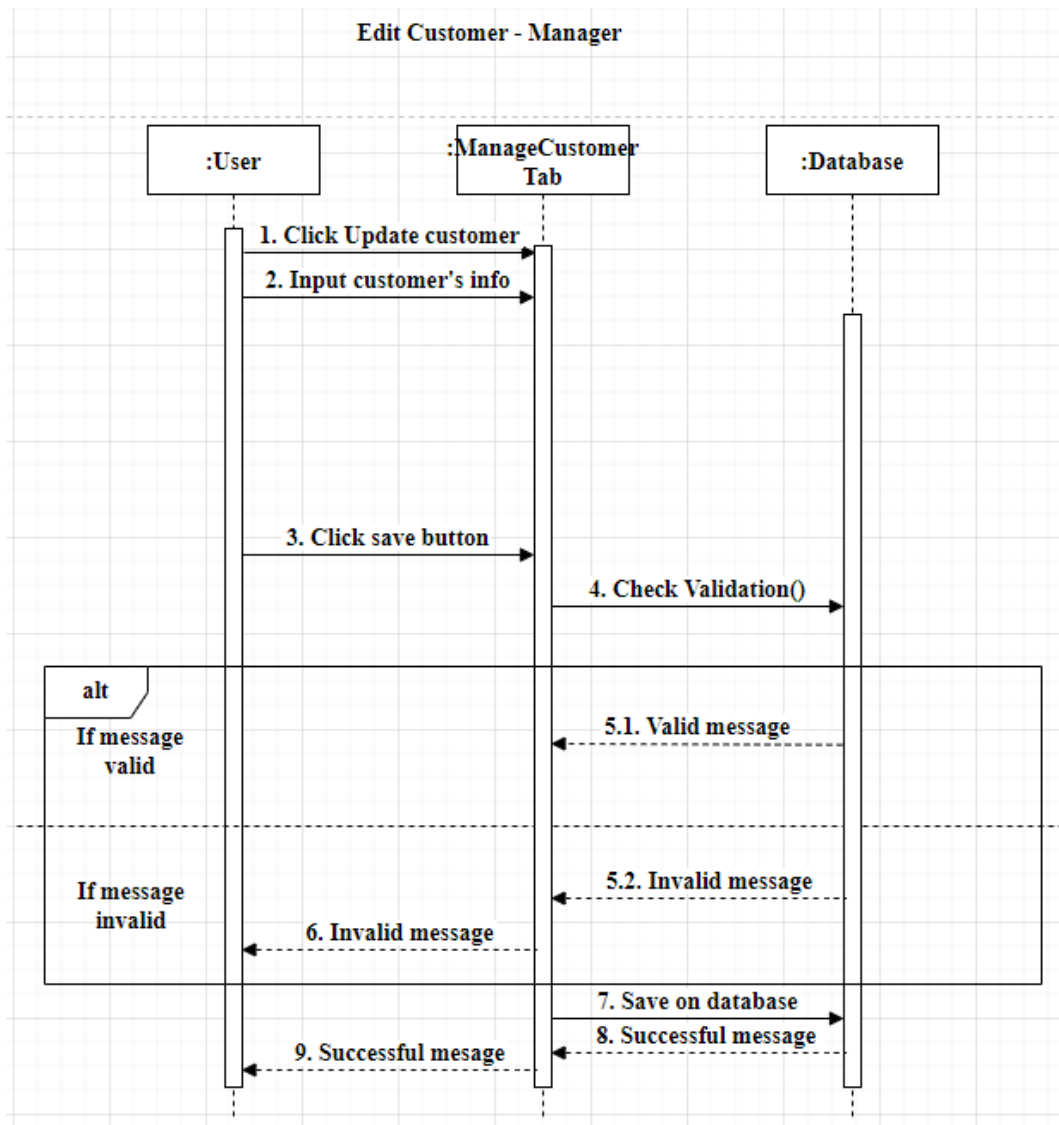 Edit Customer - Manager
:User
:ManageCustomer
Tab
:Database
1. Click Update customer
2. Input customer's info
3. Click save button
4. Check Validation()
alt
If message
valid
5.1. Valid message
If message
invalid
5.2. Invalid message
6. Invalid message
7. Save on database
8. Successful message
9. Successful mesage